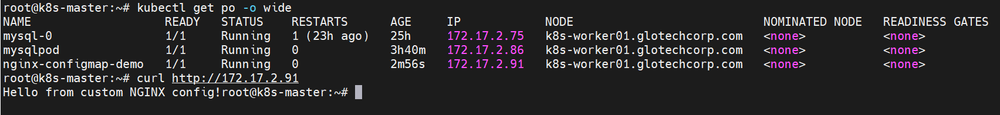 root@k8s-master:~# kubectl get po -o wide
NAME                   READY   STATUS    RESTARTS      AGE     IP            NODE                           NOMINATED NODE   READINESS GATES
mysql-0                1/1     Running   1 (23h ago)   25h     172.17.2.75   k8s-worker01.glotechcorp.com   <none>           <none>
mysqlpod               1/1     Running   0             3h40m   172.17.2.86   k8s-worker01.glotechcorp.com   <none>           <none>
nginx-configmap-demo   1/1     Running   0             2m56s   172.17.2.91   k8s-worker01.glotechcorp.com   <none>           <none>
root@k8s-master:~# curl http://172.17.2.91
Hello from custom NGINX config!root@k8s-master:~#